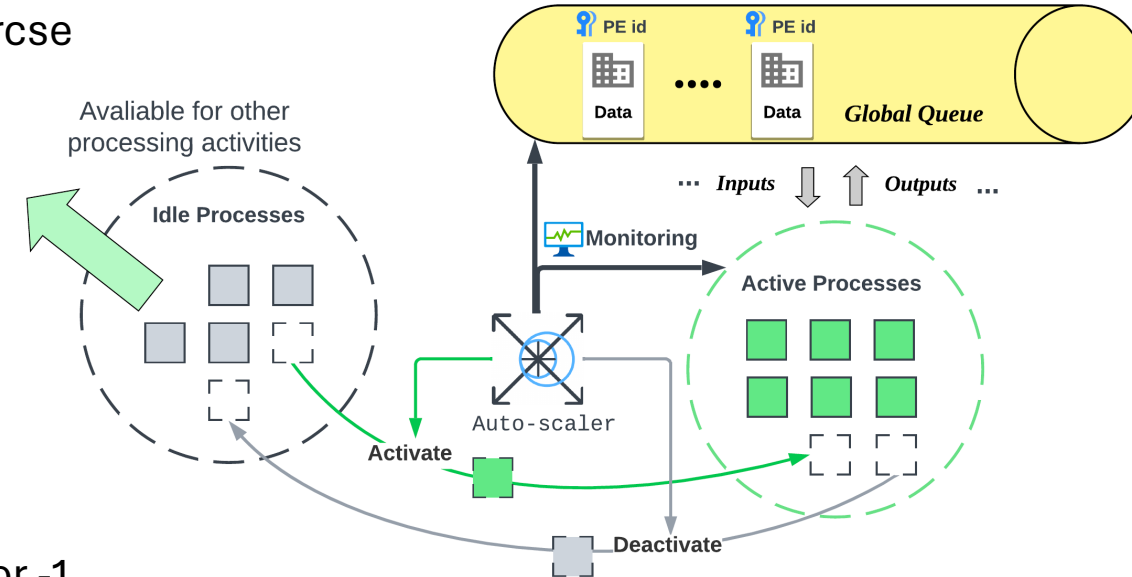 rcse
PE id
PE id
Data
....
Data
Global Queue
Avaliable for other
processing activities
... Inputs
Outputs ...
Idle Processes
Monitoring
Active Processes
Auto-scaler
Activate
Deactivate
or -1